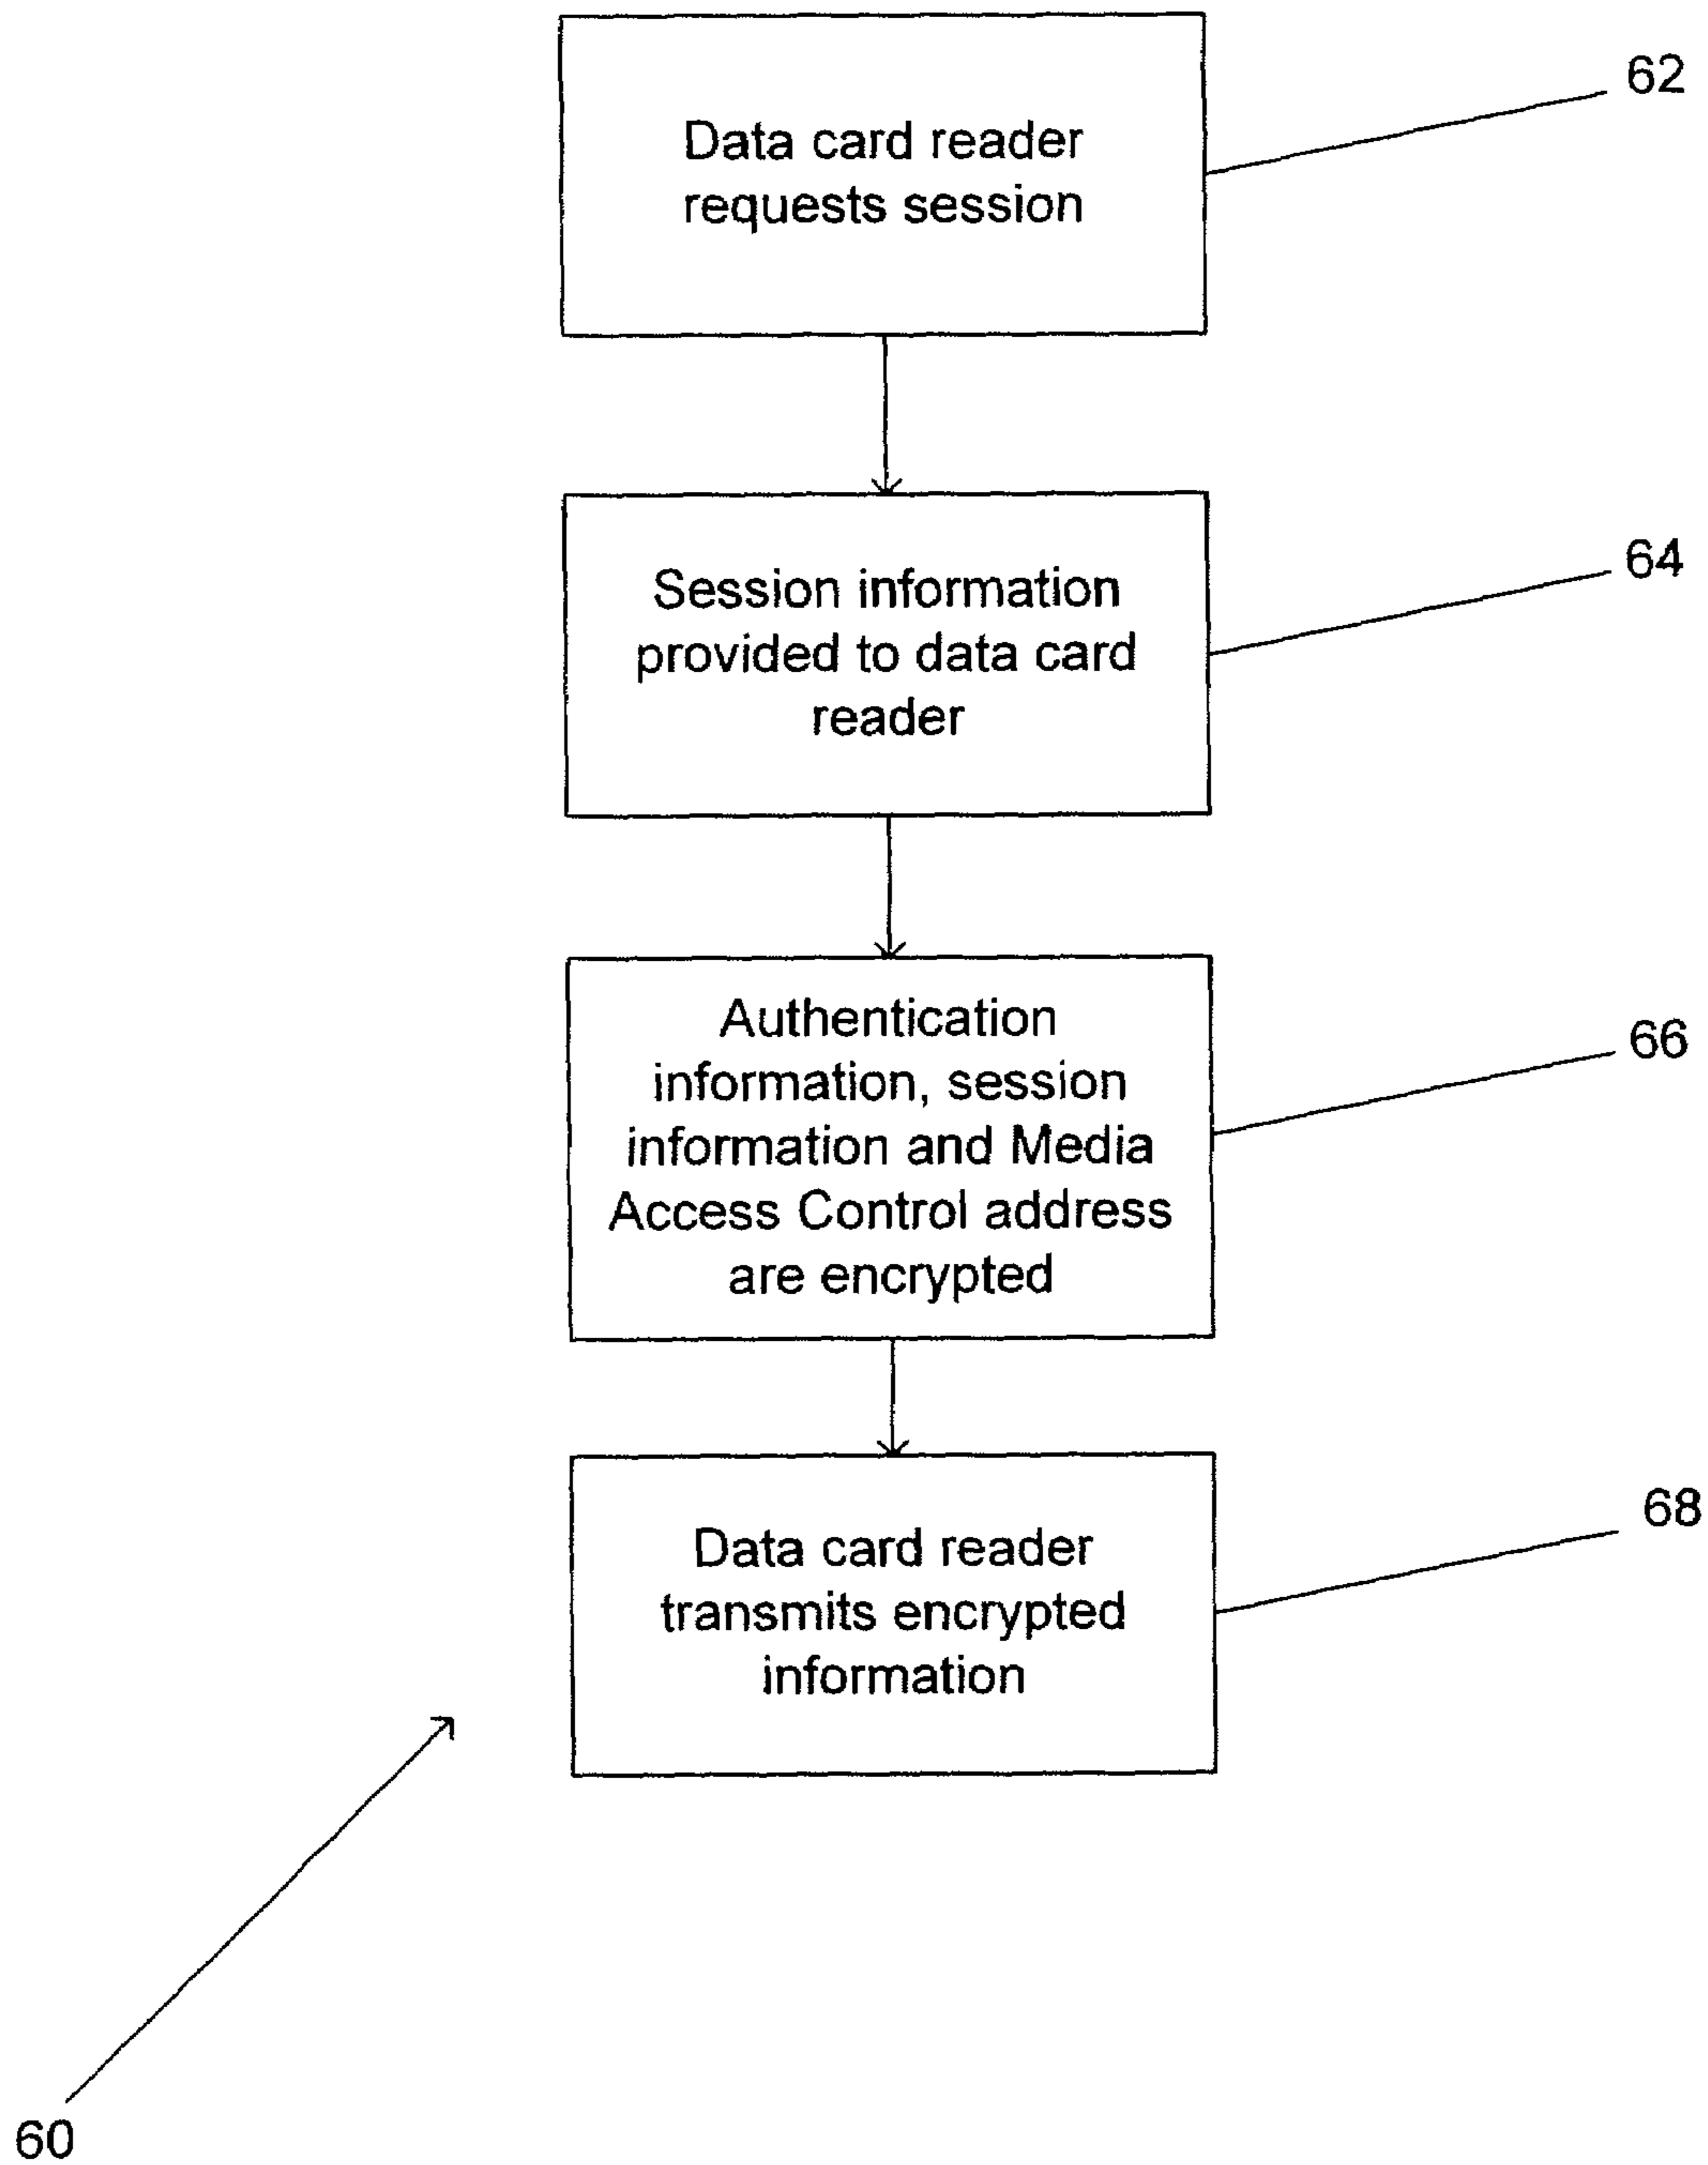 Data card reader
requests session
62
Session information
provided to data card
reader
64
Authentication
information, session
information and Media
Access Control address
are encrypted
66
Data card reader
transmits encrypted
information
68
60